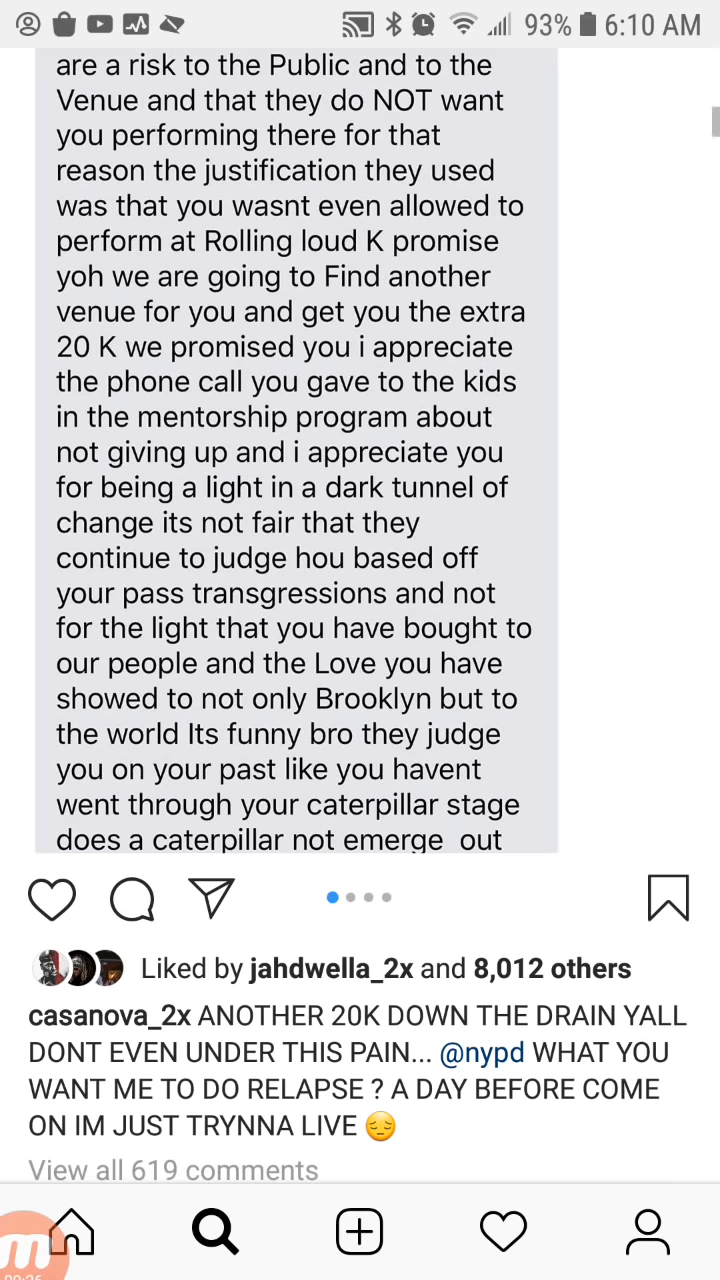 93% 6:10 AM
are a risk to the Public and to the
Venue and that they do NOT want
you performing there for that
reason the justification they used
was that you wasnt even allowed to
perform at Rolling loud K promise
yoh we are going to Find another
venue for you and get you the extra
20 K we promised you i appreciate
the phone call you gave to the kids
in the mentorship program about
not giving up and i appreciate you
for being a light in a dark tunnel of
change its not fair that they
continue to judge hou based off
your pass transgressions and not
for the light that you have bought to
our people and the Love you have
showed to not only Brooklyn but to
the world Its funny bro they judge
you on your past like you havent
went through your caterpillar stage
does a caterpillar not emerge out
Liked by jahdwella_2x and 8,012 others
casanova_2x ANOTHER 20K DOWN THE DRAIN YALL
DONT EVEN UNDER THIS PAIN... @nypd WHAT YOU
WANT ME TO DO RELAPSE ? A DAY BEFORE COME
ON IM JUST TRYNNA LIVE 😔
View all 619 comments
m